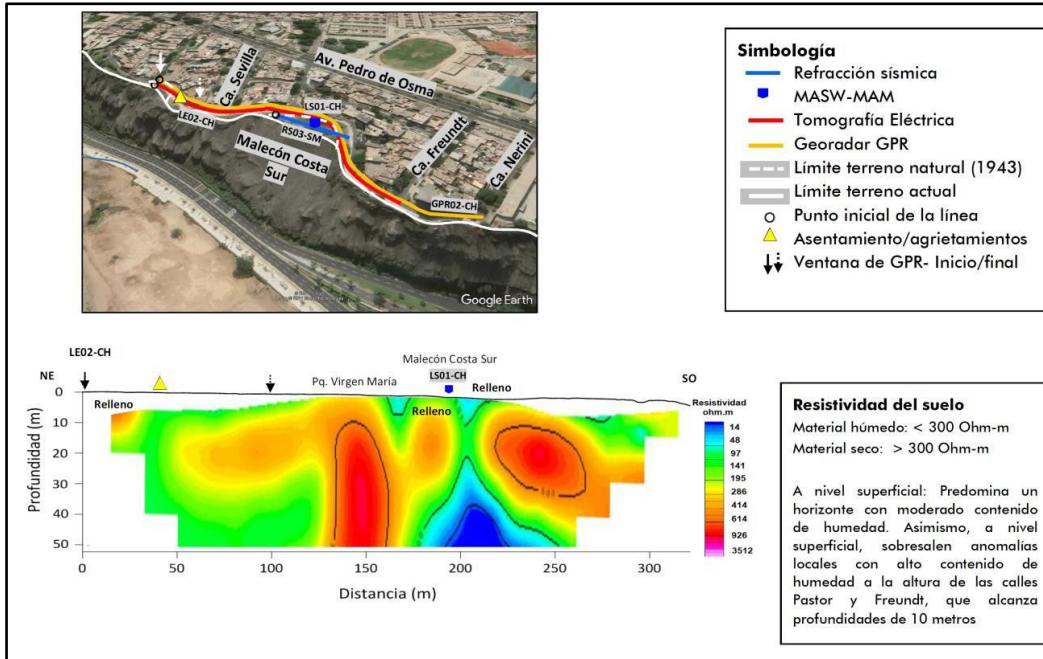 Ca. Sevilla
Av. Pedro de Osma
LS01-CH
LE02-CH
RS03-SM
Malecón Costa
Sur
Ca. Freundt
Ca. Nerini
GPR02-CH
Google Earth
Simbología
Refracción sísmica
MASW-MAM
Tomografía Eléctrica
Georadar GPR
Límite terreno natural (1943)
Límite terreno actual
Punto inicial de la línea
Asentamiento/agrietamientos
Ventana de GPR- Inicio/final
LE02-CH
NE
Pq. Virgen María
Malecón Costa Sur
LS01-CH
Relleno
SO
Relleno
Relleno
Profundidad (m)
0
10
20
30
40
50
0
50
100
150
200
250
300
Distancia (m)
Resistividad
ohm.m
14
48
97
141
195
286
414
614
926
3512
Resistividad del suelo
Material húmedo: < 300 Ohm-m
Material seco: > 300 Ohm-m
A nivel superficial: Predomina un
horizonte con moderado contenido
de humedad. Asimismo, a nivel
superficial, sobresalen anomalías
locales con alto contenido de
humedad a la altura de las calles
Pastor y Freundt, que alcanza
profundidades de 10 metros